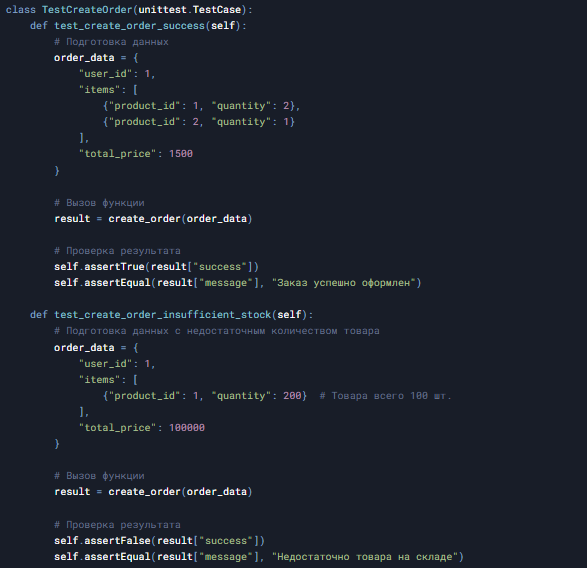 class TestCreateOrder(unittest.TestCase):
    def test_create_order_success(self):
        # Подготовка данных
        order_data = {
            "user_id": 1,
            "items": [
                {"product_id": 1, "quantity": 2},
                {"product_id": 2, "quantity": 1}
            ],
            "total_price": 1500
        }

        # Вызов функции
        result = create_order(order_data)

        # Проверка результата
        self.assertTrue(result["success"])
        self.assertEqual(result["message"], "Заказ успешно оформлен")

    def test_create_order_insufficient_stock(self):
        # Подготовка данных с недостаточным количеством товара
        order_data = {
            "user_id": 1,
            "items": [
                {"product_id": 1, "quantity": 200}  # Товара всего 100 шт.
            ],
            "total_price": 100000
        }

        # Вызов функции
        result = create_order(order_data)

        # Проверка результата
        self.assertFalse(result["success"])
        self.assertEqual(result["message"], "Недостаточно товара на складе")